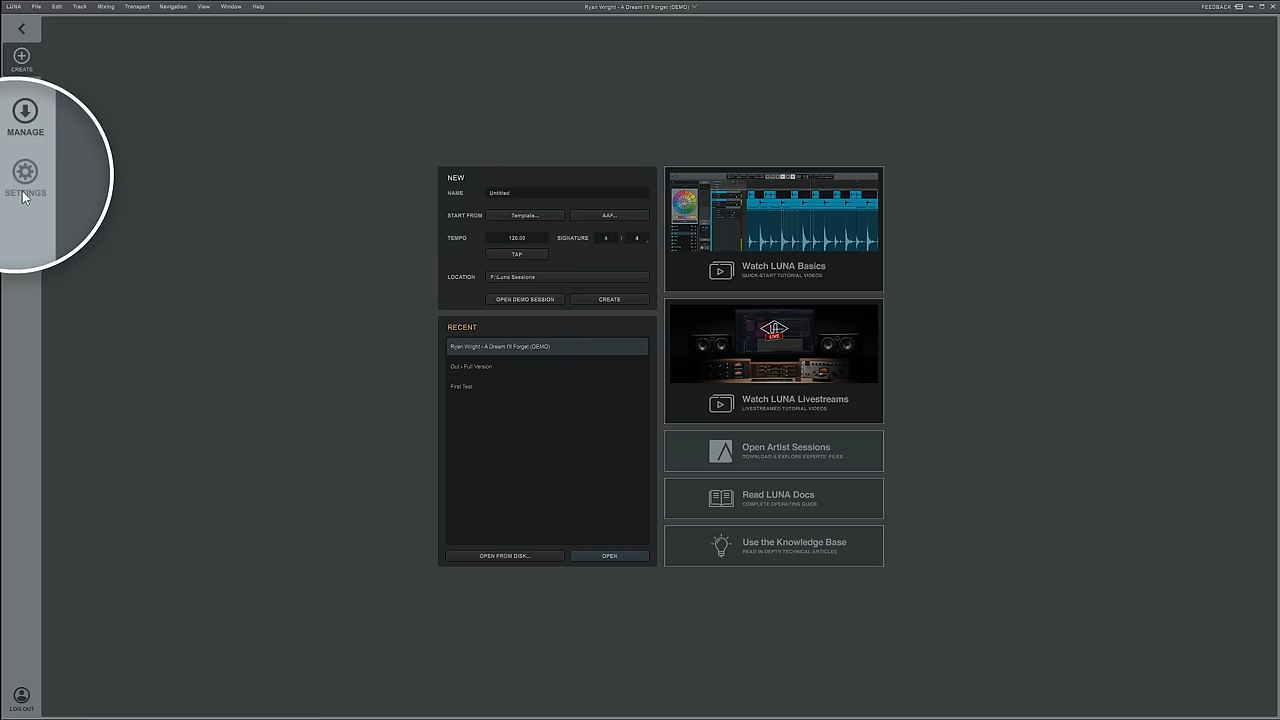 LUNA File Edit Track Mixing Transport Navigation View Window Help
Ryan Wright - A Dream I'll Forget (DEMO)
FEEDBACK
CREATE
MANAGE
SETTINGS
LOG OUT
NEW
NAME Untitled
START FROM Template... AAF...
TEMPO 120.00 SIGNATURE 4 / 4
TAP
LOCATION F:\Luna Sessions
OPEN DEMO SESSION CREATE
RECENT
Ryan Wright - A Dream I'll Forget (DEMO)
Out - Full Version
First Test
OPEN FROM DISK... OPEN
Watch LUNA Basics
QUICK-START TUTORIAL VIDEOS
LIVE
Watch LUNA Livestreams
LIVESTREAMED TUTORIAL VIDEOS
Open Artist Sessions
DOWNLOAD & EXPLORE EXPERTS' FILES
Read LUNA Docs
COMPLETE OPERATING GUIDE
Use the Knowledge Base
READ IN-DEPTH TECHNICAL ARTICLES